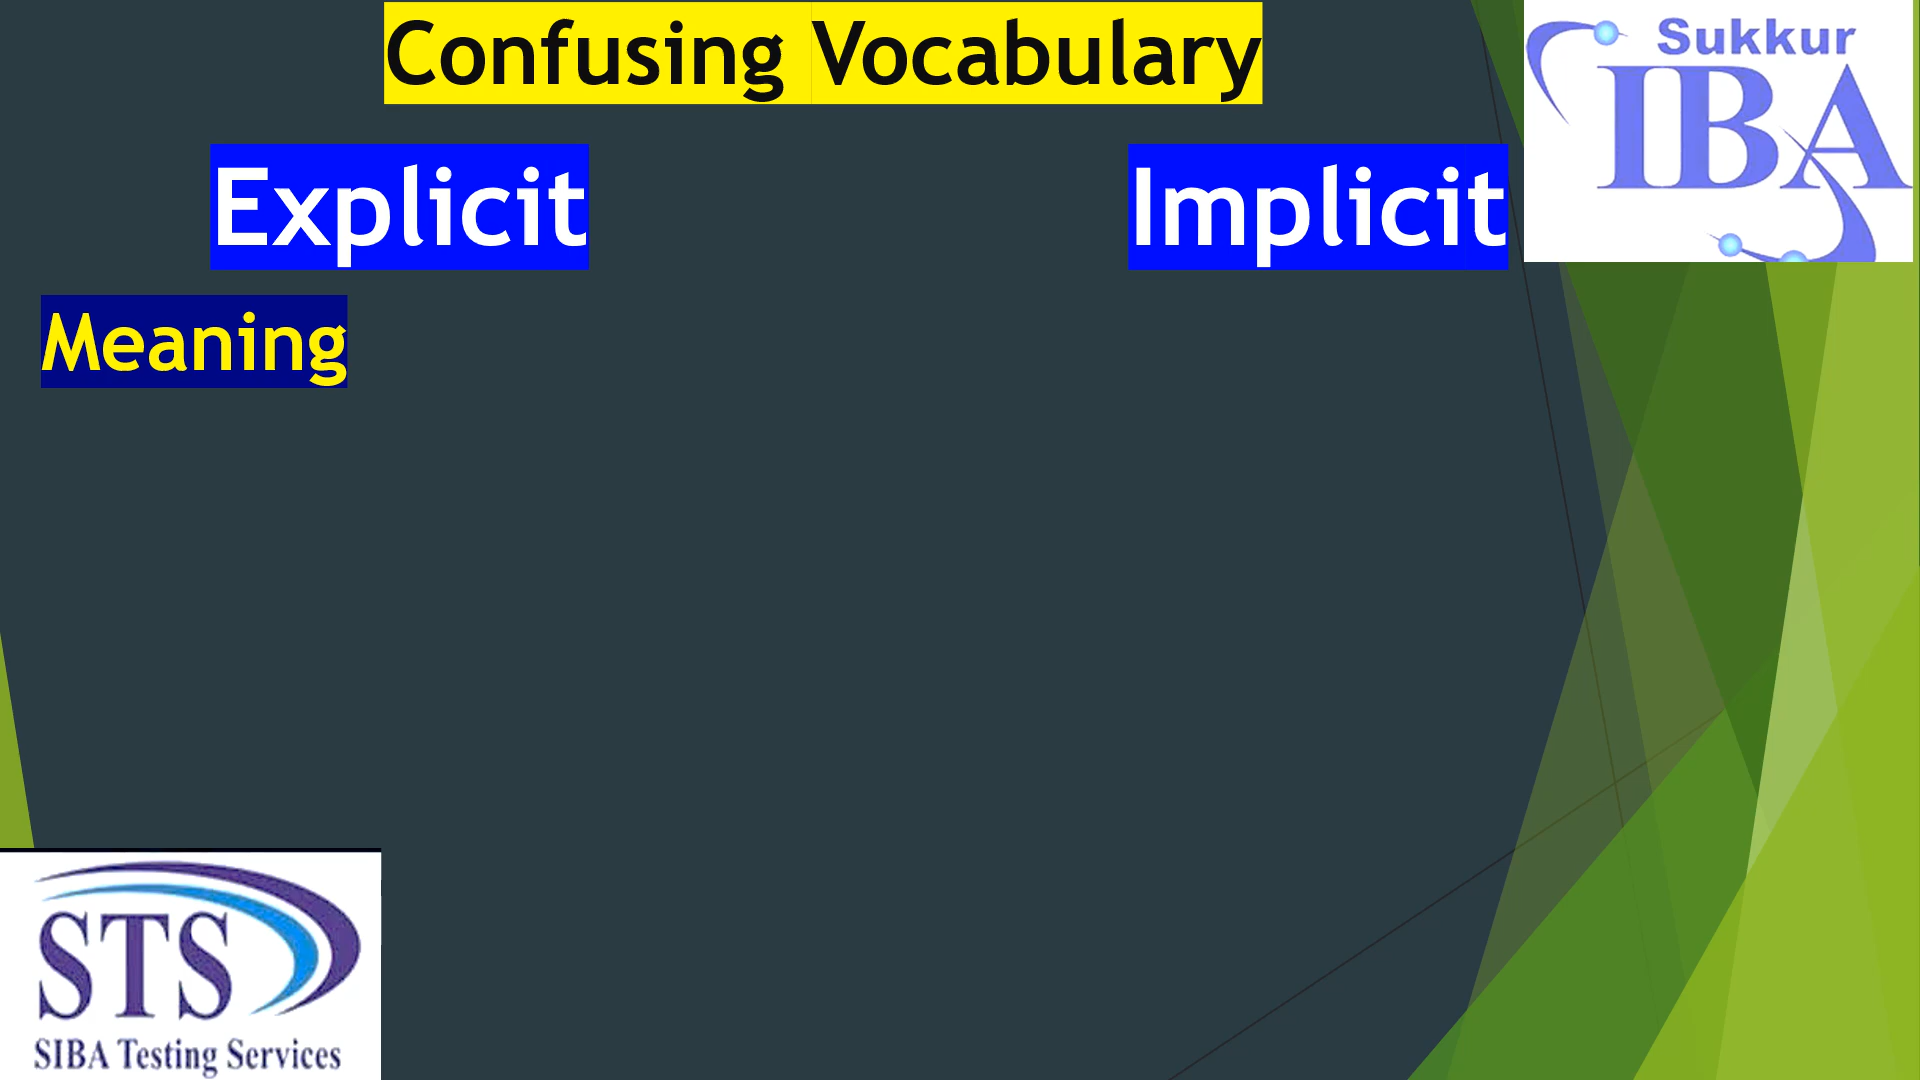 Confusing Vocabulary
Explicit
Implicit
Meaning
Sukkur
IBA
STS
SIBA Testing Services